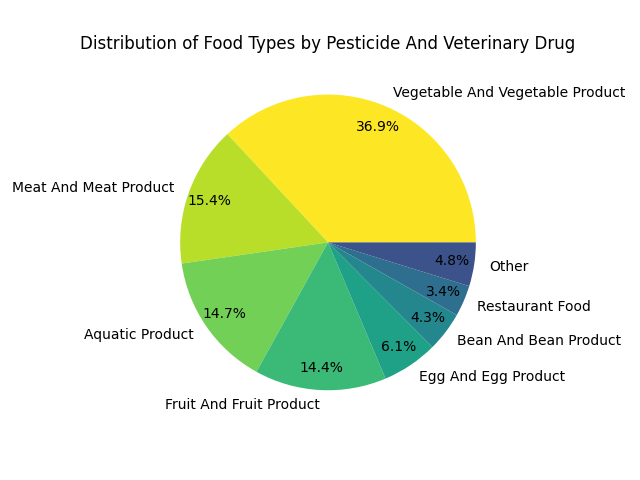 Distribution of Food Types by Pesticide And Veterinary Drug
Vegetable And Vegetable Product
36.9%
Meat And Meat Product
15.4%
Aquatic Product
14.7%
Fruit And Fruit Product
14.4%
Egg And Egg Product
6.1%
Bean And Bean Product
4.3%
Restaurant Food
3.4%
Other
4.8%